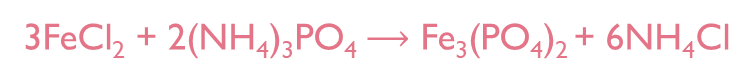 3FeCl₂ + 2(NH₄)₃PO₄ ⟶ Fe₃(PO₄)₂ + 6NH₄Cl